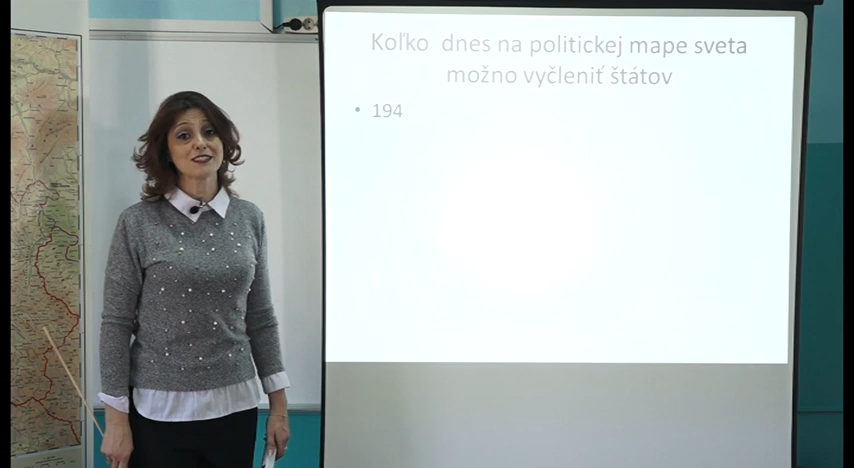 Koľko dnes na politickej mape sveta
možno vyčleniť štátov
• 194